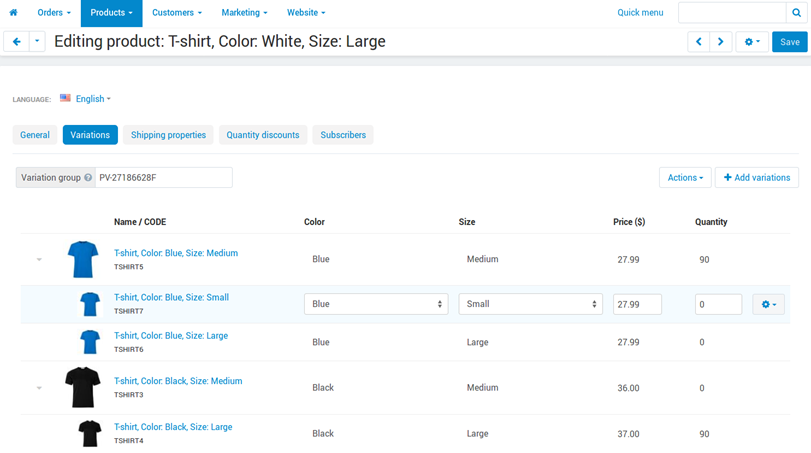 Orders Products Customers Marketing Website Quick menu
Editing product: T-shirt, Color: White, Size: Large Save
LANGUAGE: English
General Variations Shipping properties Quantity discounts Subscribers
Variation group ? PV-27186628F Actions + Add variations
Name / CODE Color Size Price ($) Quantity
T-shirt, Color: Blue, Size: Medium Blue Medium 27.99 90
TSHIRT5
T-shirt, Color: Blue, Size: Small Blue Small 27.99 0
TSHIRT7
T-shirt, Color: Blue, Size: Large Blue Large 27.99 0
TSHIRT6
T-shirt, Color: Black, Size: Medium Black Medium 36.00 0
TSHIRT3
T-shirt, Color: Black, Size: Large Black Large 37.00 90
TSHIRT4